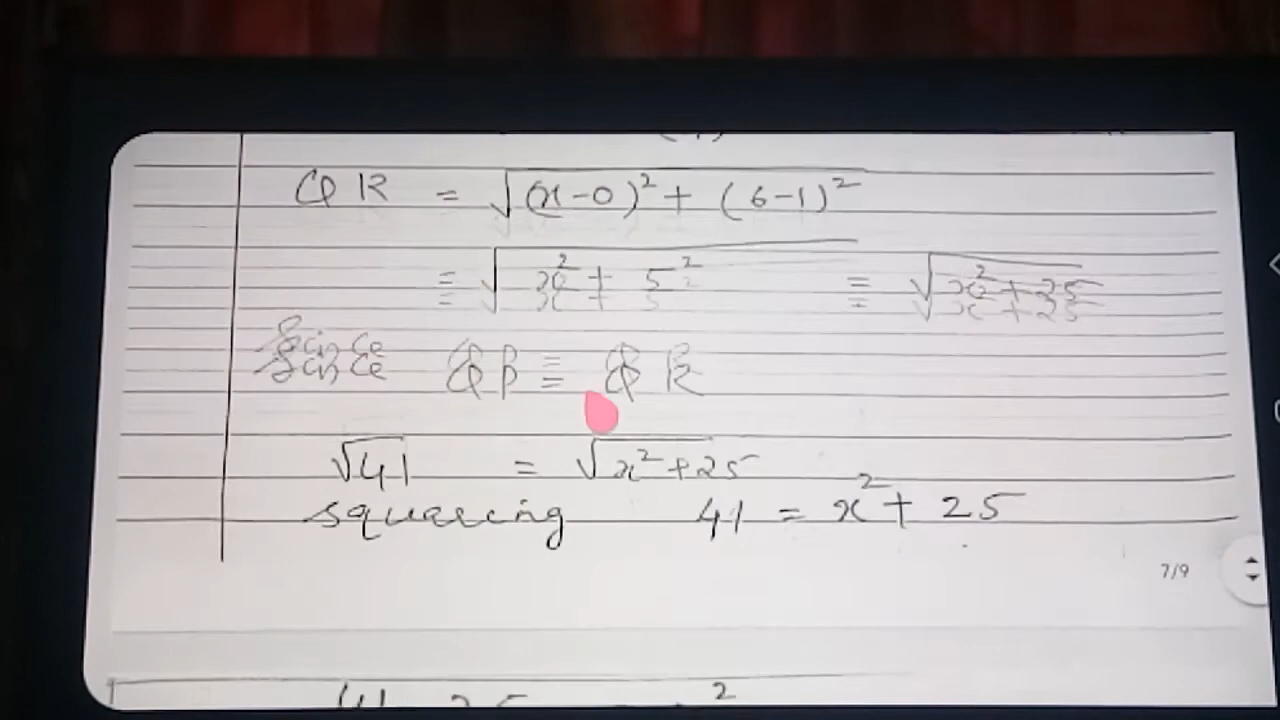 QR = √(x-0)² + (6-1)²
= √x² + 5² = √x² + 25
Since QP = QR
√41 = √x² + 25
squaring 41 = x² + 25
7/9